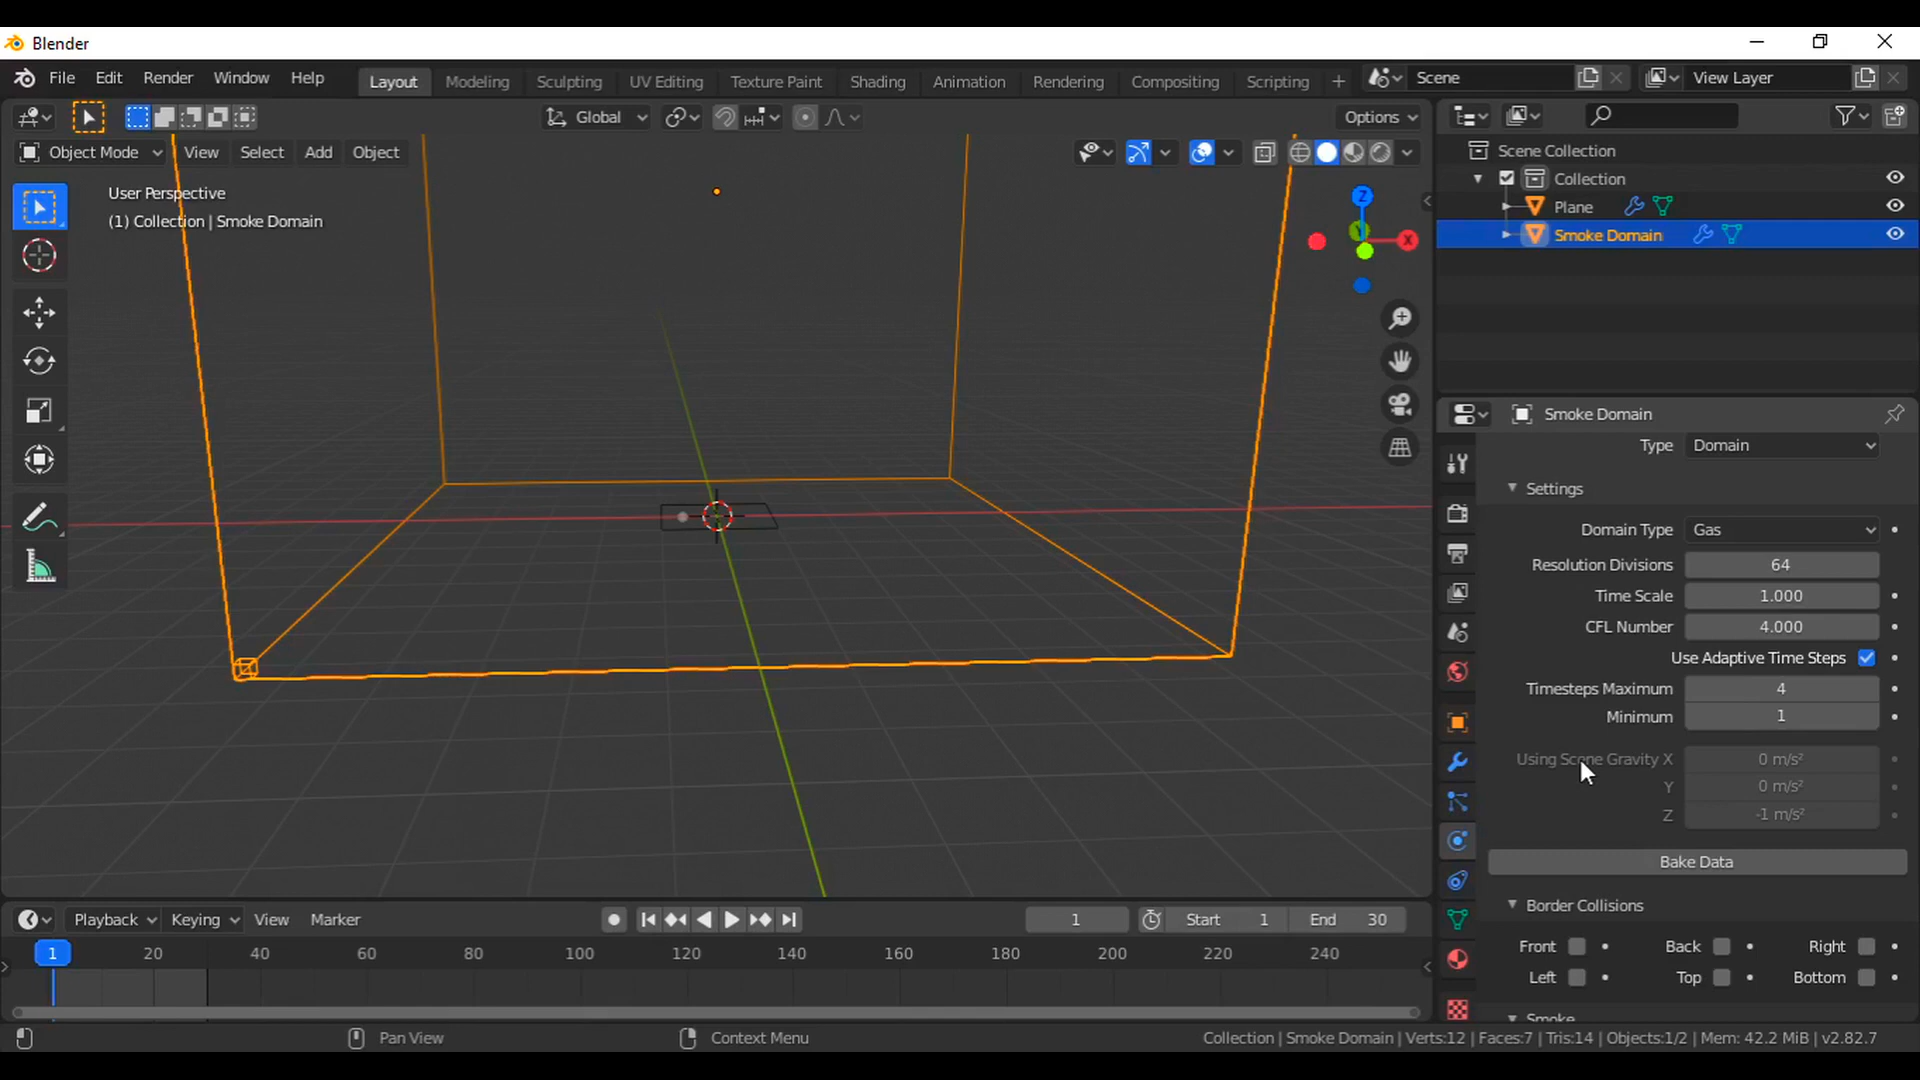 Blender
File Edit Render Window Help Layout Modeling Sculpting UV Editing Texture Paint Shading Animation Rendering Compositing Scripting + Scene View Layer
Global Options
Object Mode View Select Add Object
User Perspective
(1) Collection | Smoke Domain
Z
Y
X
Scene Collection
Collection
Plane
Smoke Domain
Smoke Domain
Type Domain
Settings
Domain Type Gas
Resolution Divisions 64
Time Scale 1.000
CFL Number 4.000
Use Adaptive Time Steps
Timesteps Maximum 4
Minimum 1
Using Scene Gravity X 0 m/s²
Y 0 m/s²
Z -1 m/s²
Bake Data
Border Collisions
Front Back Right
Left Top Bottom
Smoke
Playback Keying View Marker 1 Start 1 End 30
1 20 40 60 80 100 120 140 160 180 200 220 240
Pan View Context Menu Collection | Smoke Domain | Verts:12 | Faces:7 | Tris:14 | Objects:1/2 | Mem: 42.2 MiB | v2.82.7